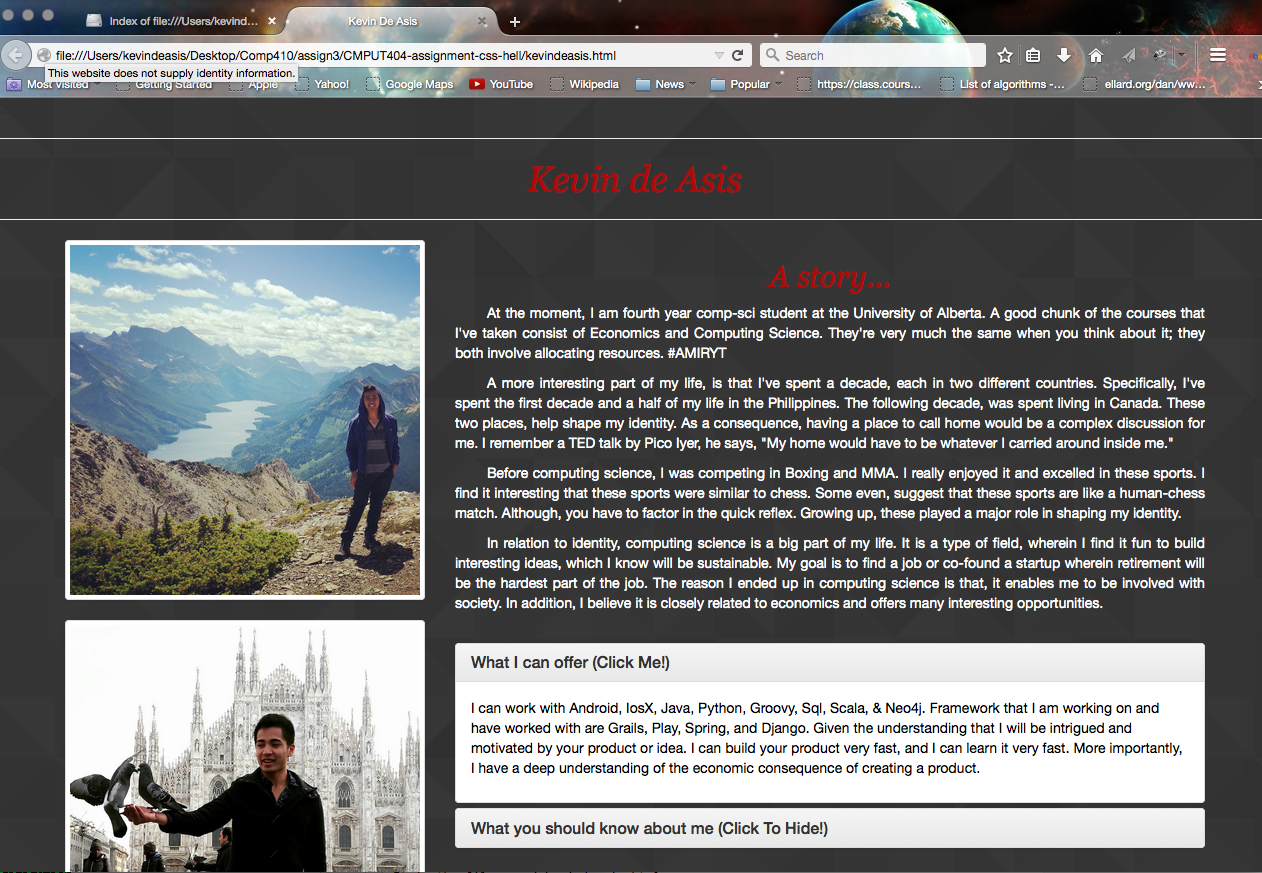 Index of file:///Users/kevind...
Kevin De Asis
file:///Users/kevindeasis/Desktop/Comp410/assign3/CMPUT404-assignment-css-hell/kevindeasis.html
Search
This website does not supply identity information.
Most Visited
Getting Started
Apple
Yahoo!
Google Maps
YouTube
Wikipedia
News
Popular
https://class.cours...
List of algorithms -...
ellard.org/dan/ww...
Kevin de Asis
A story...
At the moment, I am fourth year comp-sci student at the University of Alberta. A good chunk of the courses that
I've taken consist of Economics and Computing Science. They're very much the same when you think about it; they
both involve allocating resources. #AMIRYT
A more interesting part of my life, is that I've spent a decade, each in two different countries. Specifically, I've
spent the first decade and a half of my life in the Philippines. The following decade, was spent living in Canada. These
two places, help shape my identity. As a consequence, having a place to call home would be a complex discussion for
me. I remember a TED talk by Pico Iyer, he says, "My home would have to be whatever I carried around inside me."
Before computing science, I was competing in Boxing and MMA. I really enjoyed it and excelled in these sports. I
find it interesting that these sports were similar to chess. Some even, suggest that these sports are like a human-chess
match. Although, you have to factor in the quick reflex. Growing up, these played a major role in shaping my identity.
In relation to identity, computing science is a big part of my life. It is a type of field, wherein I find it fun to build
interesting ideas, which I know will be sustainable. My goal is to find a job or co-found a startup wherein retirement will
be the hardest part of the job. The reason I ended up in computing science is that, it enables me to be involved with
society. In addition, I believe it is closely related to economics and offers many interesting opportunities.
What I can offer (Click Me!)
I can work with Android, IosX, Java, Python, Groovy, Sql, Scala, & Neo4j. Framework that I am working on and
have worked with are Grails, Play, Spring, and Django. Given the understanding that I will be intrigued and
motivated by your product or idea. I can build your product very fast, and I can learn it very fast. More importantly,
I have a deep understanding of the economic consequence of creating a product.
What you should know about me (Click To Hide!)